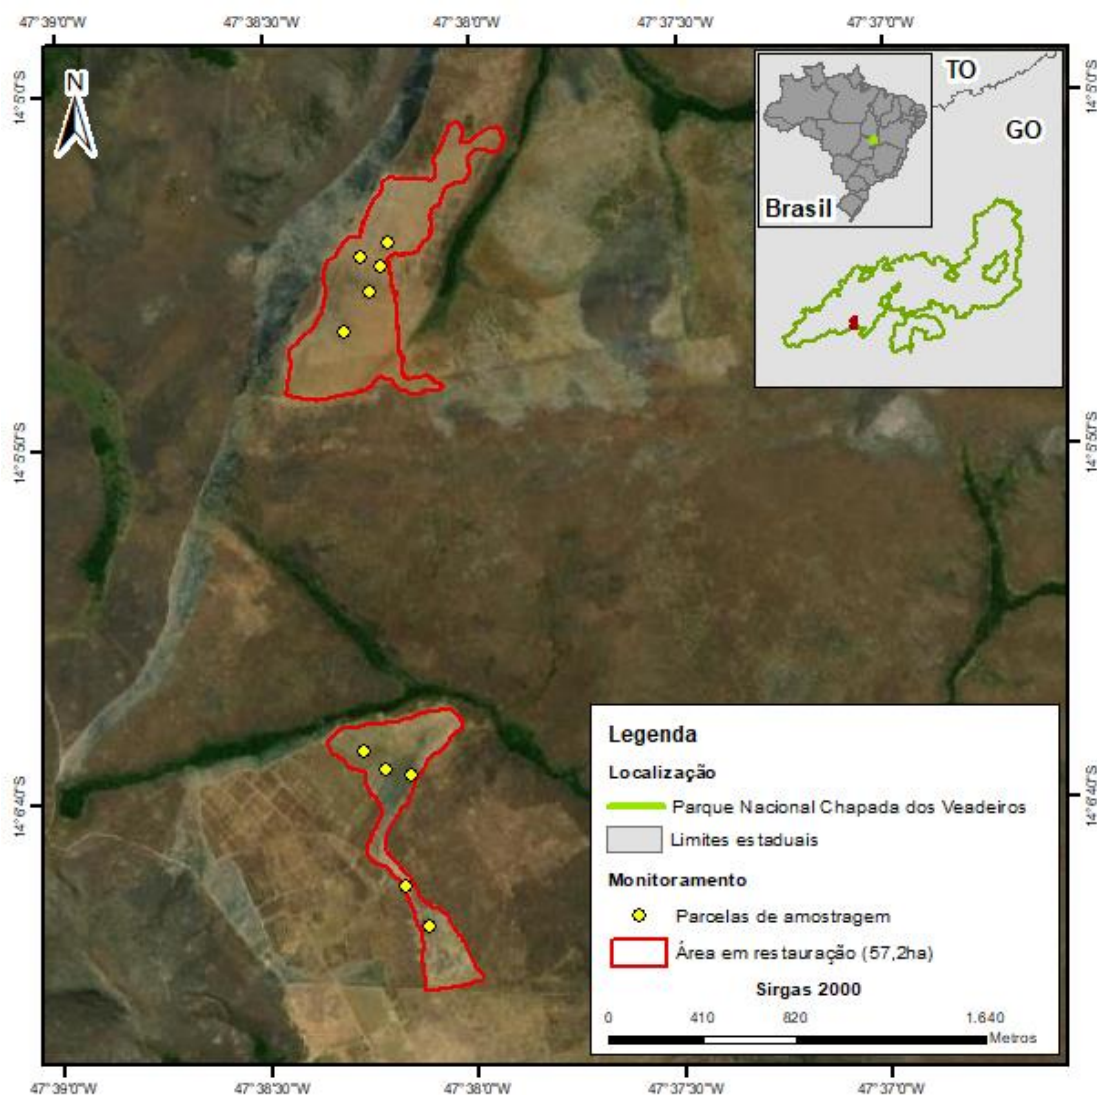 47°39'0"W 47°38'30"W 47°38'0"W 47°37'30"W 47°37'0"W
N
TO
GO
Brasil
14°5'0"S
14°5'0"S
14°5'50"S
14°5'50"S
14°6'40"S
14°6'40"S
Legenda
Localização
Parque Nacional Chapada dos Veadeiros
Limites estaduais
Monitoramento
Parcelas de amostragem
Área em restauração (57,2ha)
Sirgas 2000
0 410 820 1.640
Metros
47°39'0"W 47°38'30"W 47°38'0"W 47°37'30"W 47°37'0"W